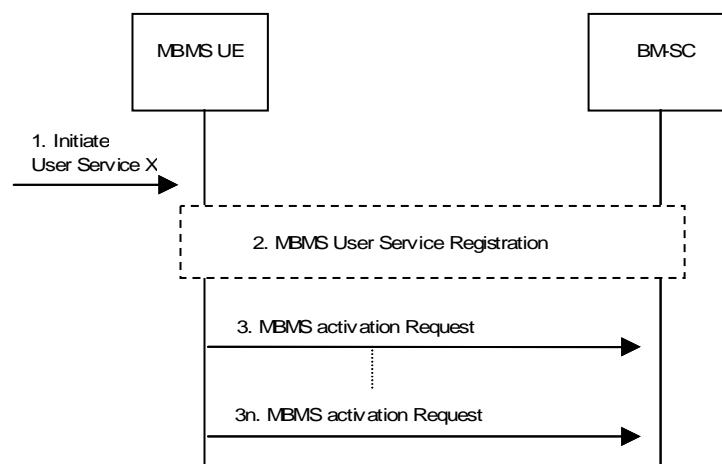 MBMS UE
BM-SC
1. Initiate
User Service X
2. MBMS User Service Registration
3. MBMS activation Request
3n. MBMS activation Request